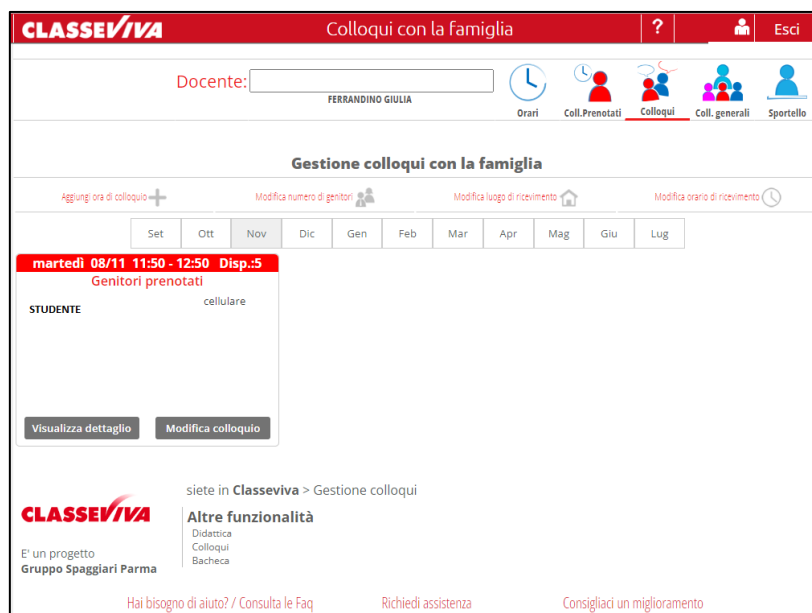 CLASSEVIVA Colloqui con la famiglia ? Esci
Docente:
FERRANDINO GIULIA
Orari Coll.Prenotati Colloqui Coll. generali Sportello
Gestione colloqui con la famiglia
Aggiungi ora di colloquio Modifica numero di genitori Modifica luogo di ricevimento Modifica orario di ricevimento
Set Ott Nov Dic Gen Feb Mar Apr Mag Giu Lug
martedì 08/11 11:50 - 12:50 Disp.:5
Genitori prenotati
STUDENTE cellulare
Visualizza dettaglio Modifica colloquio
siete in Classeviva > Gestione colloqui
CLASSEVIVA
Altre funzionalità
Didattica
Colloqui
Bacheca
E' un progetto
Gruppo Spaggiari Parma
Hai bisogno di aiuto? / Consulta le Faq Richiedi assistenza Consigliaci un miglioramento